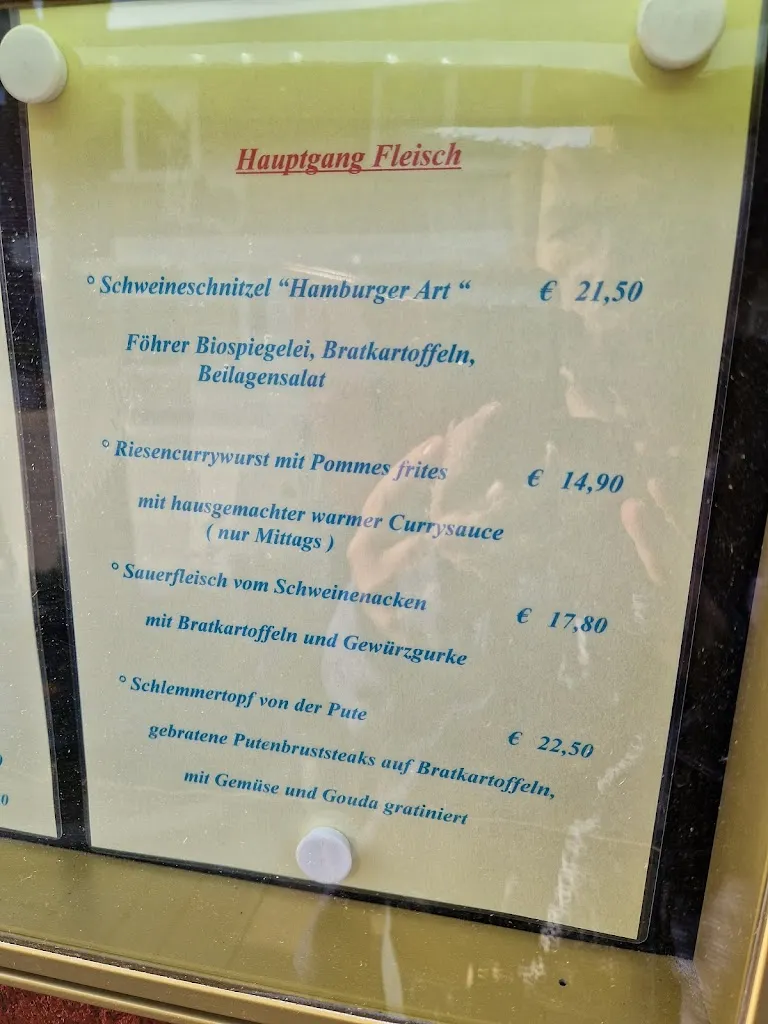 Hauptgang Fleisch
° Schweineschnitzel “Hamburger Art “ € 21,50
Föhrer Biospiegelei, Bratkartoffeln,
Beilagensalat
° Riesencurrywurst mit Pommes frites € 14,90
mit hausgemachter warmer Currysauce
( nur Mittags )
° Sauerfleisch vom Schweinenacken € 17,80
mit Bratkartoffeln und Gewürzgurke
° Schlemmertopf von der Pute € 22,50
gebratene Putenbruststeaks auf Bratkartoffeln,
mit Gemüse und Gouda gratiniert